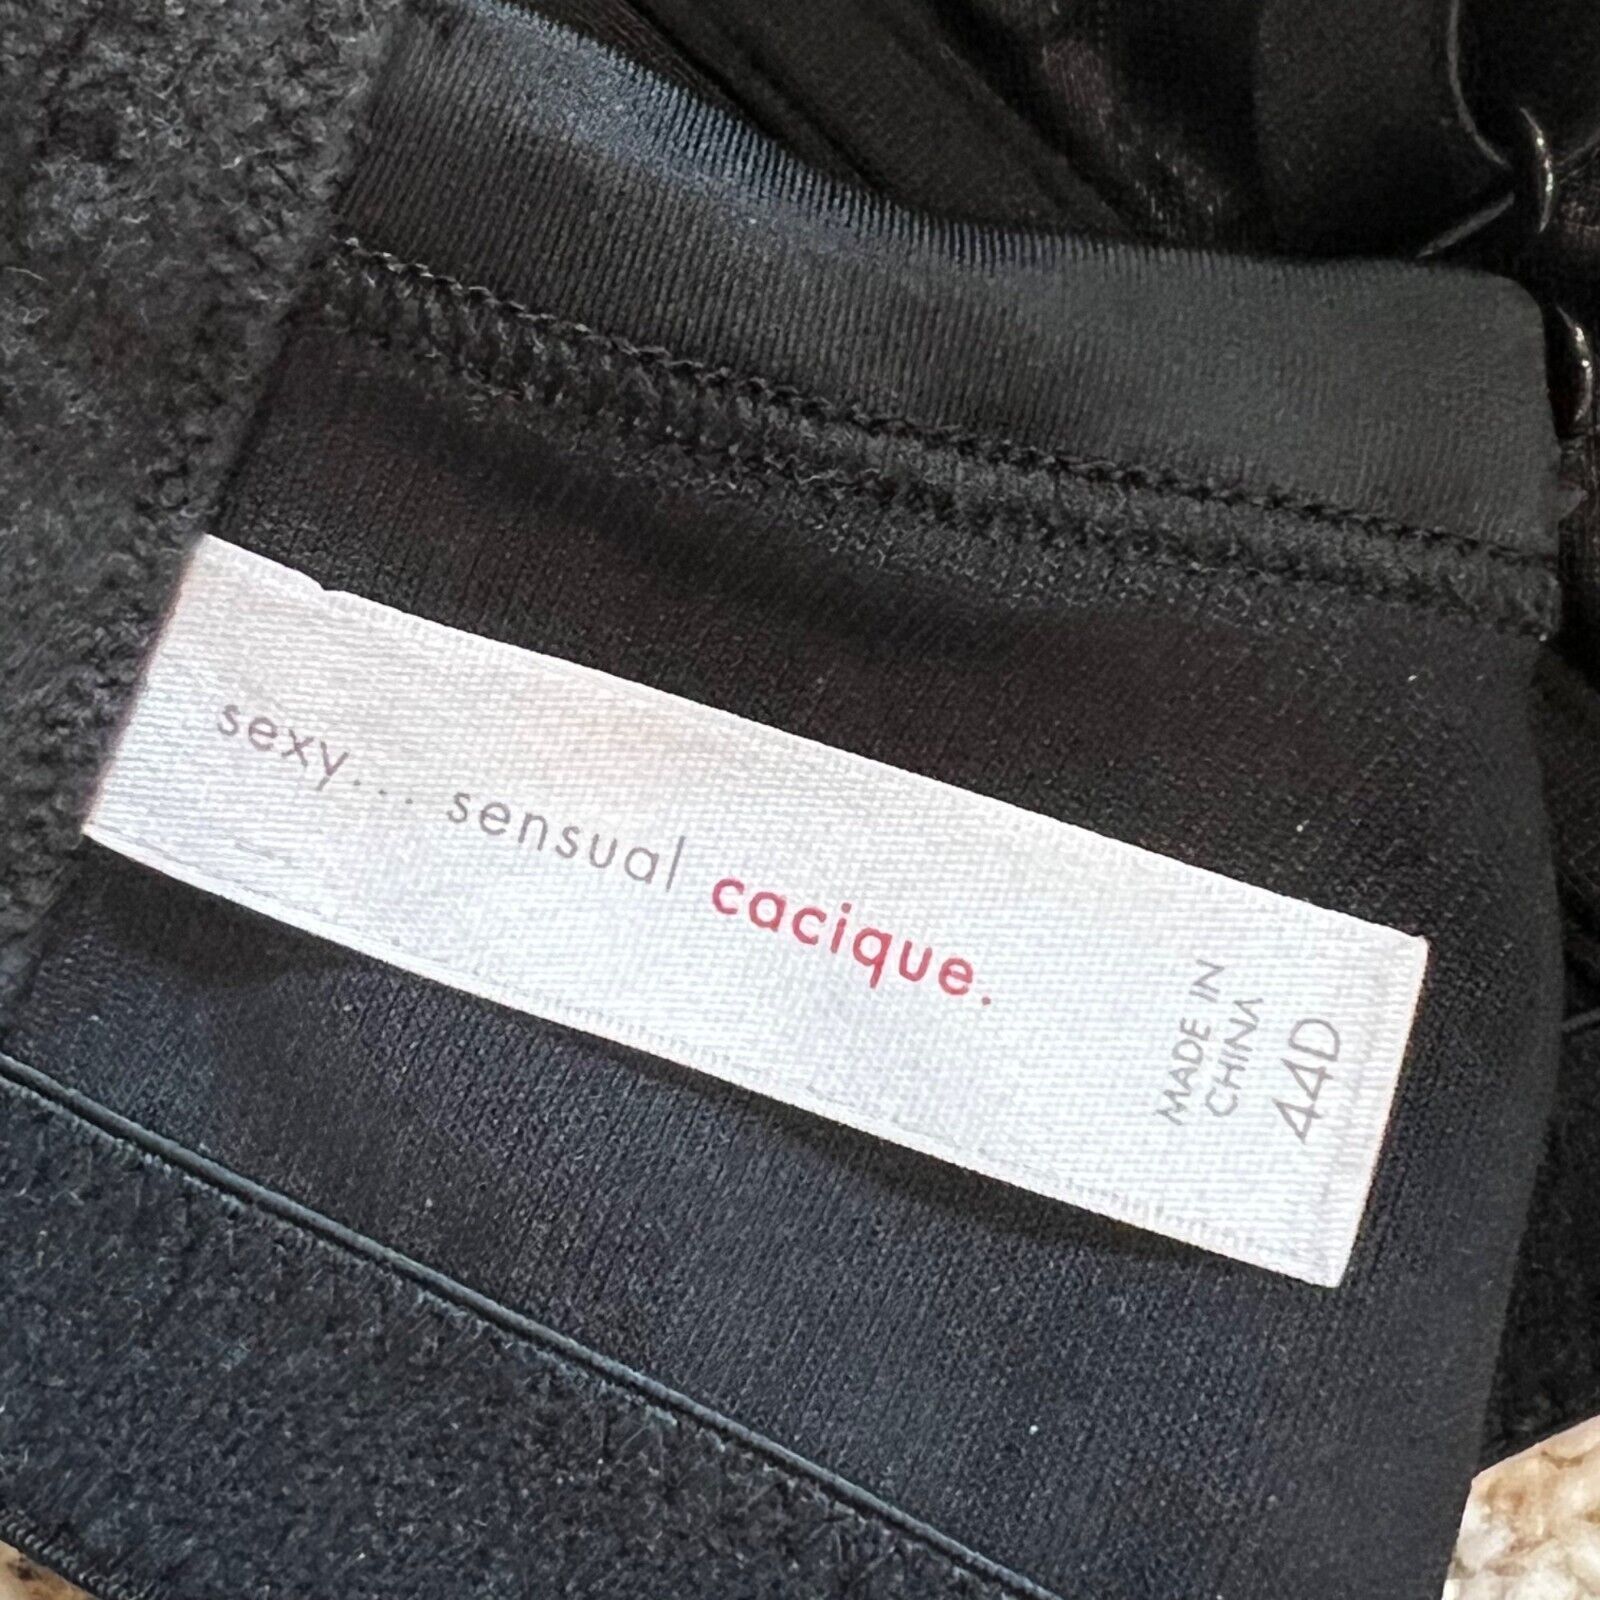 sexy... sensual cacique.
MADE IN
CHINA
44D